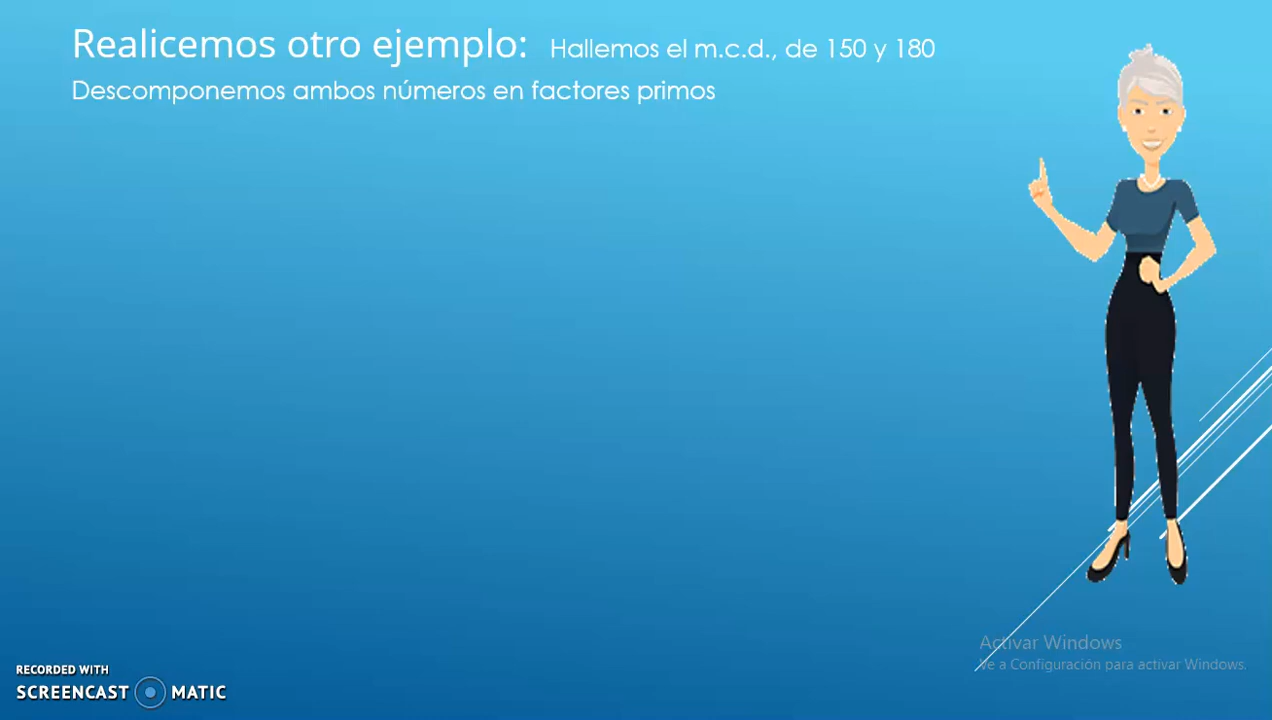 Realicemos otro ejemplo: Hallemos el m.c.d., de 150 y 180
Descomponemos ambos números en factores primos
Activar Windows
Ve a Configuración para activar Windows.
RECORDED WITH
SCREENCAST MATIC